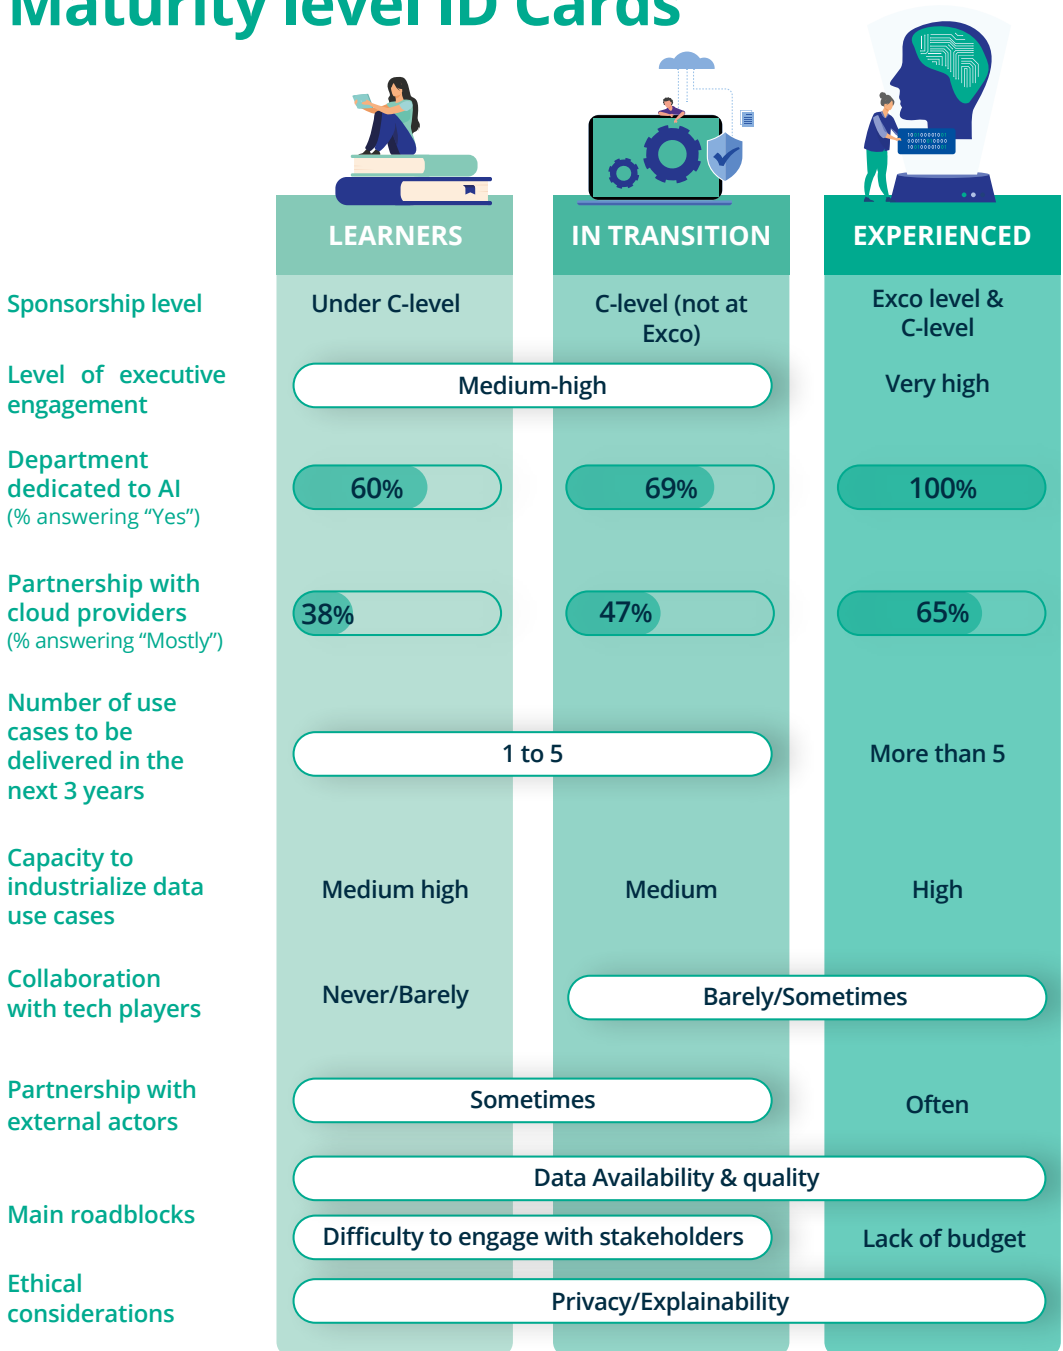 Maturity level ID Cards
LEARNERS
IN TRANSITION
EXPERIENCED
Sponsorship level
Under C-level
C-level (not at
Exco)
Exco level &
C-level
Level of executive
engagement
Medium-high
Very high
Department
dedicated to AI
(% answering “Yes”)
60%
69%
100%
Partnership with
cloud providers
(% answering “Mostly”)
38%
47%
65%
Number of use
cases to be
delivered in the
next 3 years
1 to 5
More than 5
Capacity to
industrialize data
use cases
Medium high
Medium
High
Collaboration
with tech players
Never/Barely
Barely/Sometimes
Partnership with
external actors
Sometimes
Often
Main roadblocks
Data Availability & quality
Difficulty to engage with stakeholders
Lack of budget
Ethical
considerations
Privacy/Explainability